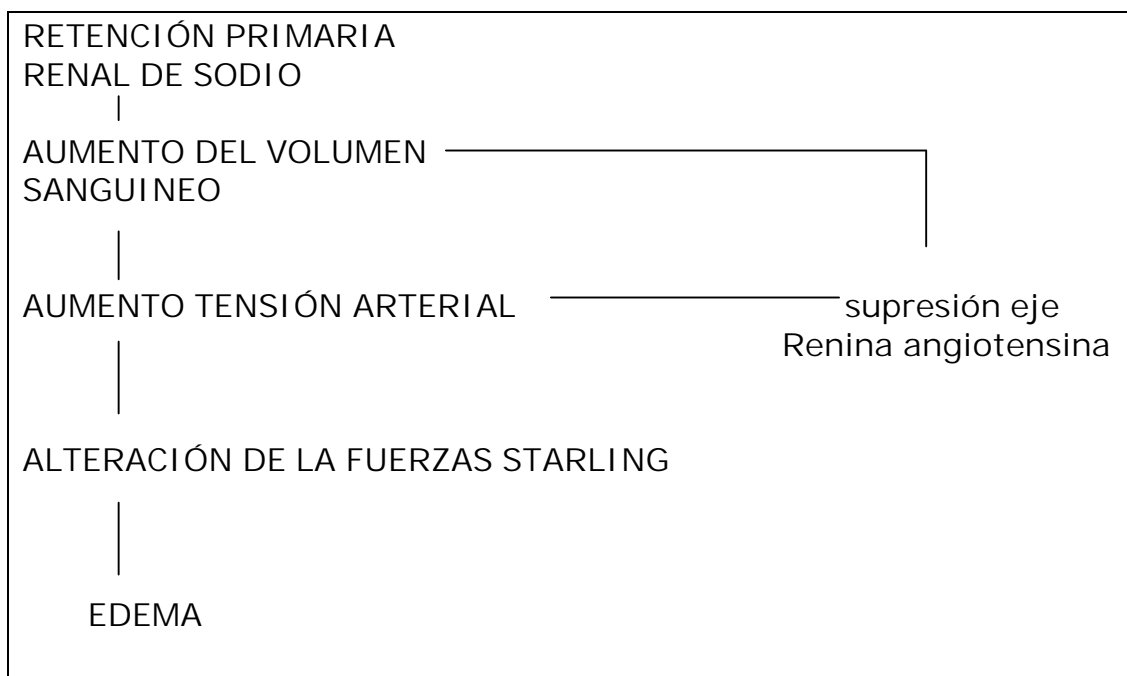 RETENCIÓN PRIMARIA
RENAL DE SODIO
AUMENTO DEL VOLUMEN
SANGUINEO
AUMENTO TENSIÓN ARTERIAL
supresión eje
Renina angiotensina
ALTERACIÓN DE LA FUERZAS STARLING
EDEMA